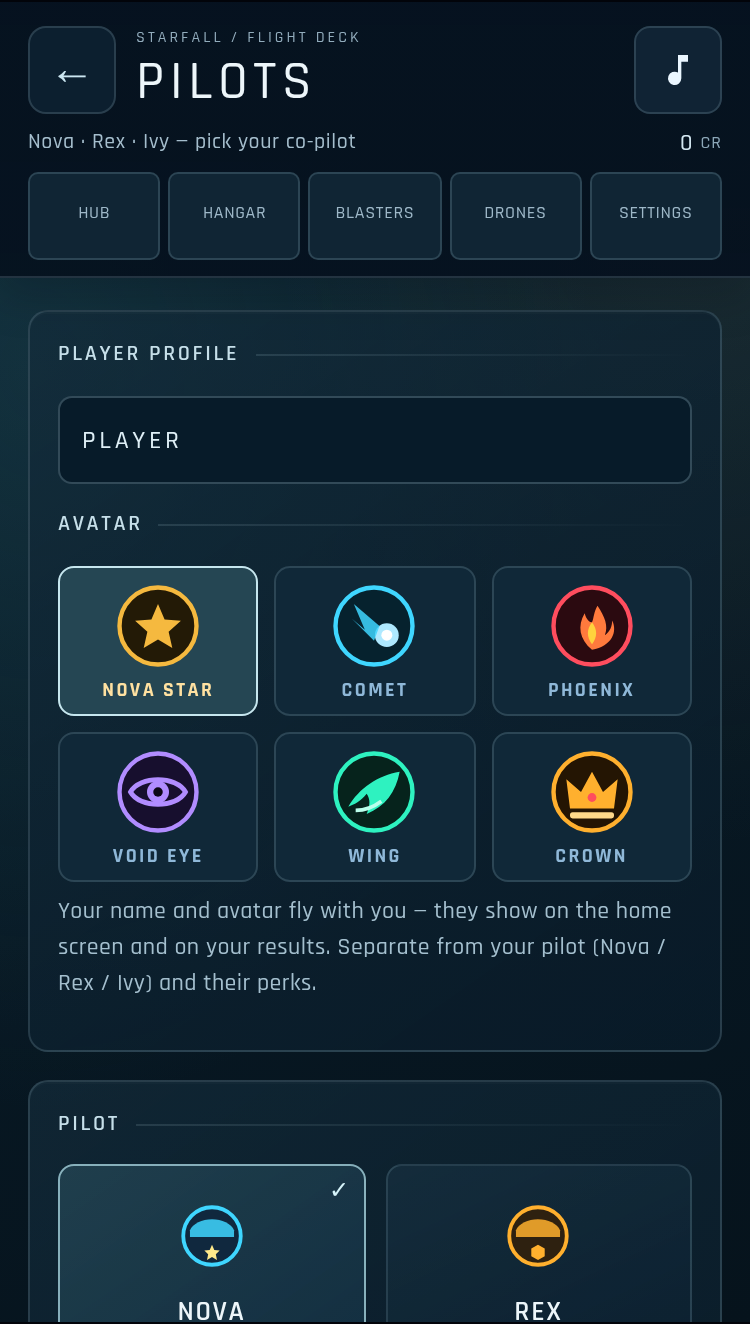 STARFALL / FLIGHT DECK
PILOTS
Nova · Rex · Ivy — pick your co-pilot
0 CR
HUB
HANGAR
BLASTERS
DRONES
SETTINGS
PLAYER PROFILE
PLAYER
AVATAR
NOVA STAR
COMET
PHOENIX
VOID EYE
WING
CROWN
Your name and avatar fly with you — they show on the home
screen and on your results. Separate from your pilot (Nova /
Rex / Ivy) and their perks.
PILOT
NOVA
REX